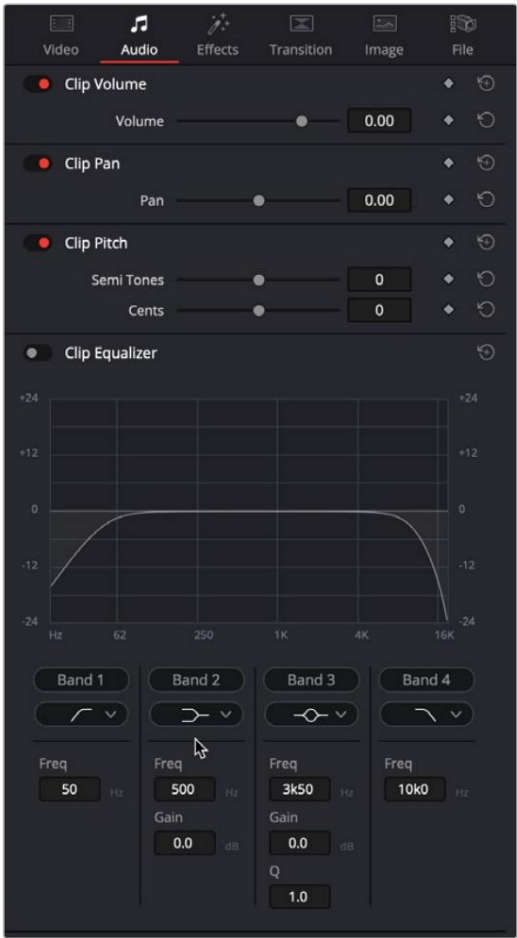 Video Audio Effects Transition Image File
Clip Volume
Volume 0.00
Clip Pan
Pan 0.00
Clip Pitch
Semi Tones 0
Cents 0
Clip Equalizer
+24 +24
+12 +12
0 0
-12 -12
-24 -24
Hz 62 250 1K 4K 16K
Band 1 Band 2 Band 3 Band 4
Freq Freq Freq Freq
50 Hz 500 Hz 3k50 Hz 10k0 Hz
Gain Gain
0.0 dB 0.0 dB
Q
1.0